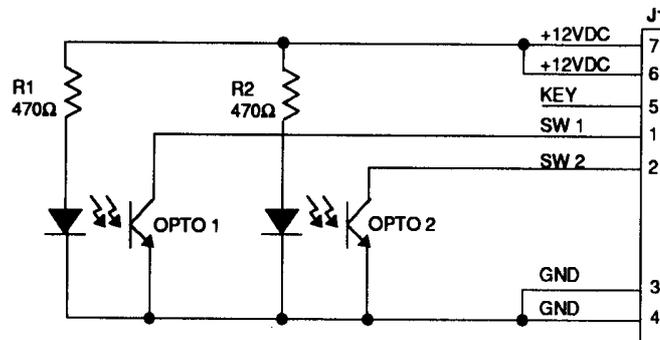 J1
+12VDC
7
R1
470Ω
R2
470Ω
+12VDC
6
KEY
5
SW 1
1
SW 2
2
OPTO 1
OPTO 2
GND
3
GND
4